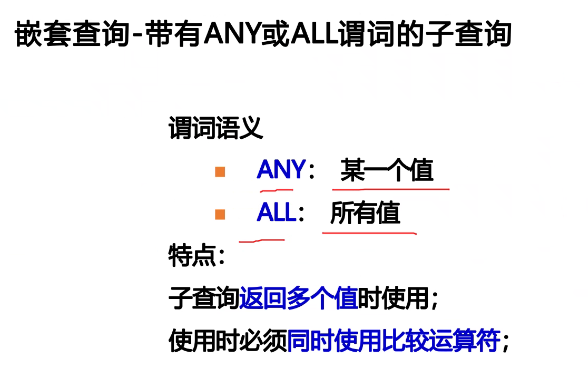 嵌套查询-带有ANY或ALL谓词的子查询
谓词语义
ANY： 某一个值
ALL： 所有值
特点：
子查询返回多个值时使用；
使用时必须同时使用比较运算符；